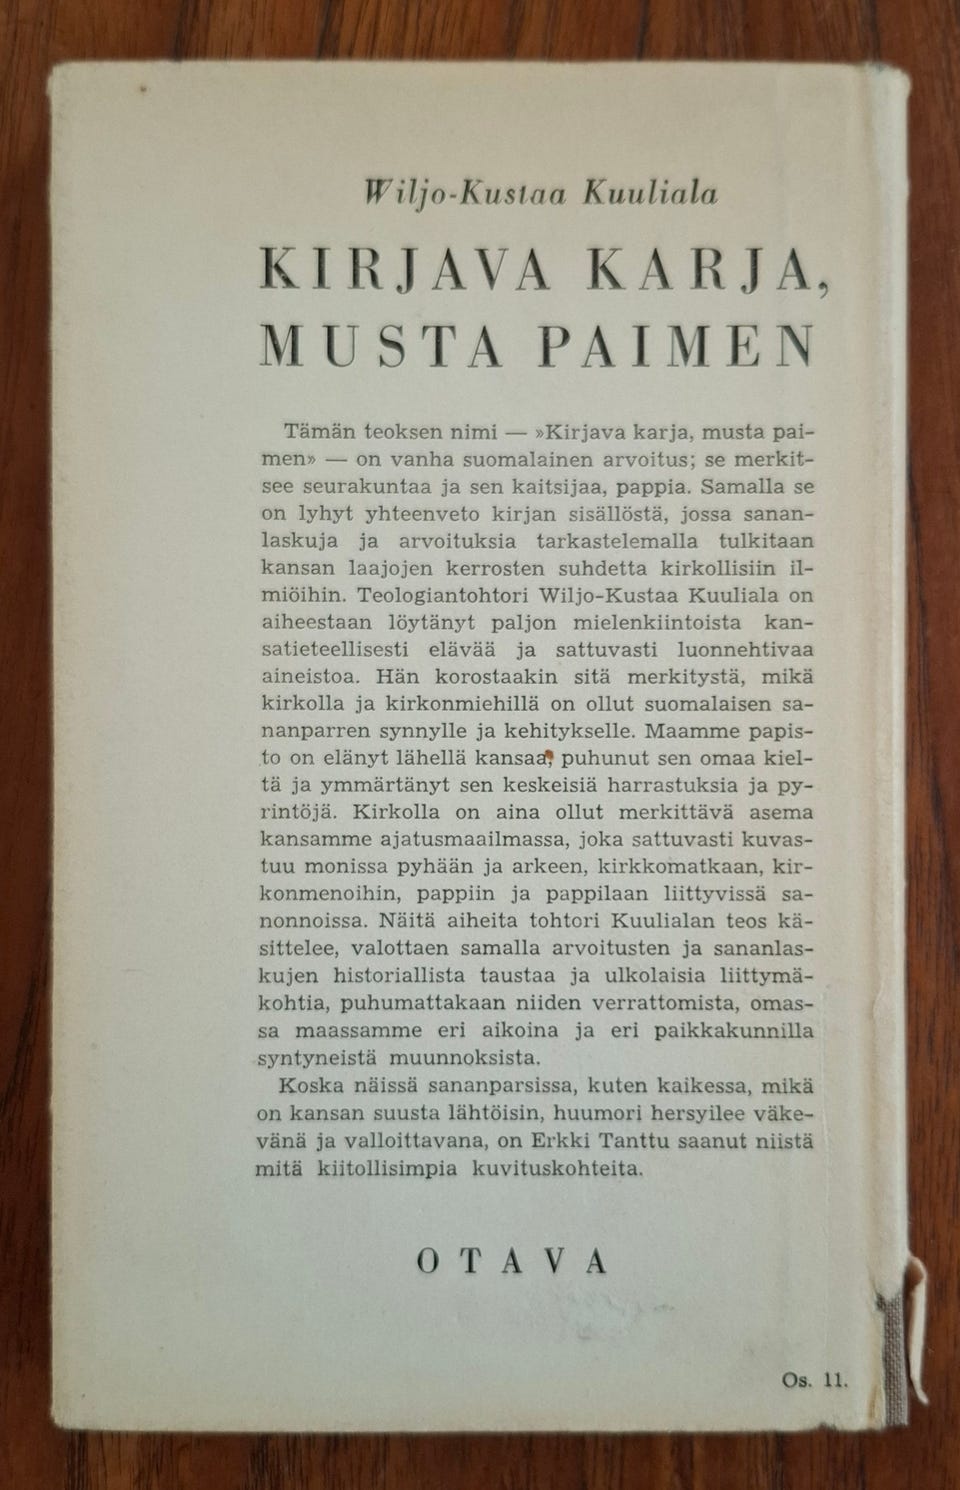 Wiljo-Kustaa Kuuliala
KIRJAVA KARJA,
MUSTA PAIMEN
Tämän teoksen nimi — »Kirjava karja, musta pai-
men» — on vanha suomalainen arvoitus; se merkit-
see seurakuntaa ja sen kaitsijaa, pappia. Samalla se
on lyhyt yhteenveto kirjan sisällöstä, jossa sanan-
laskuja ja arvoituksia tarkastelemalla tulkitaan
kansan laajojen kerrosten suhdetta kirkollisiin il-
miöihin. Teologiantohtori Wiljo-Kustaa Kuuliala on
aiheestaan löytänyt paljon mielenkiintoista kan-
satieteellisesti elävää ja sattuvasti luonnehtivaa
aineistoa. Hän korostaakin sitä merkitystä, mikä
kirkolla ja kirkonmiehillä on ollut suomalaisen sa-
nanparren synnylle ja kehitykselle. Maamme papis-
to on elänyt lähellä kansaa, puhunut sen omaa kiel-
tä ja ymmärtänyt sen keskeisiä harrastuksia ja py-
rintöjä. Kirkolla on aina ollut merkittävä asema
kansamme ajatusmaailmassa, joka sattuvasti kuvas-
tuu monissa pyhään ja arkeen, kirkkomatkaan, kir-
konmenoihin, pappiin ja pappilaan liittyvissä sa-
nonnoissa. Näitä aiheita tohtori Kuulialan teos kä-
sittelee, valottaen samalla arvoitusten ja sananlas-
kujen historiallista taustaa ja ulkolaisia liittymä-
kohtia, puhumattakaan niiden verrattomista, omas-
sa maassamme eri aikoina ja eri paikkakunnilla
syntyneistä muunnoksista.
Koska näissä sananparsissa, kuten kaikessa, mikä
on kansan suusta lähtöisin, huumori hersyilee väke-
vänä ja valloittavana, on Erkki Tanttu saanut niistä
mitä kiitollisimpia kuvituskohteita.
OTAVA
Os. 11.